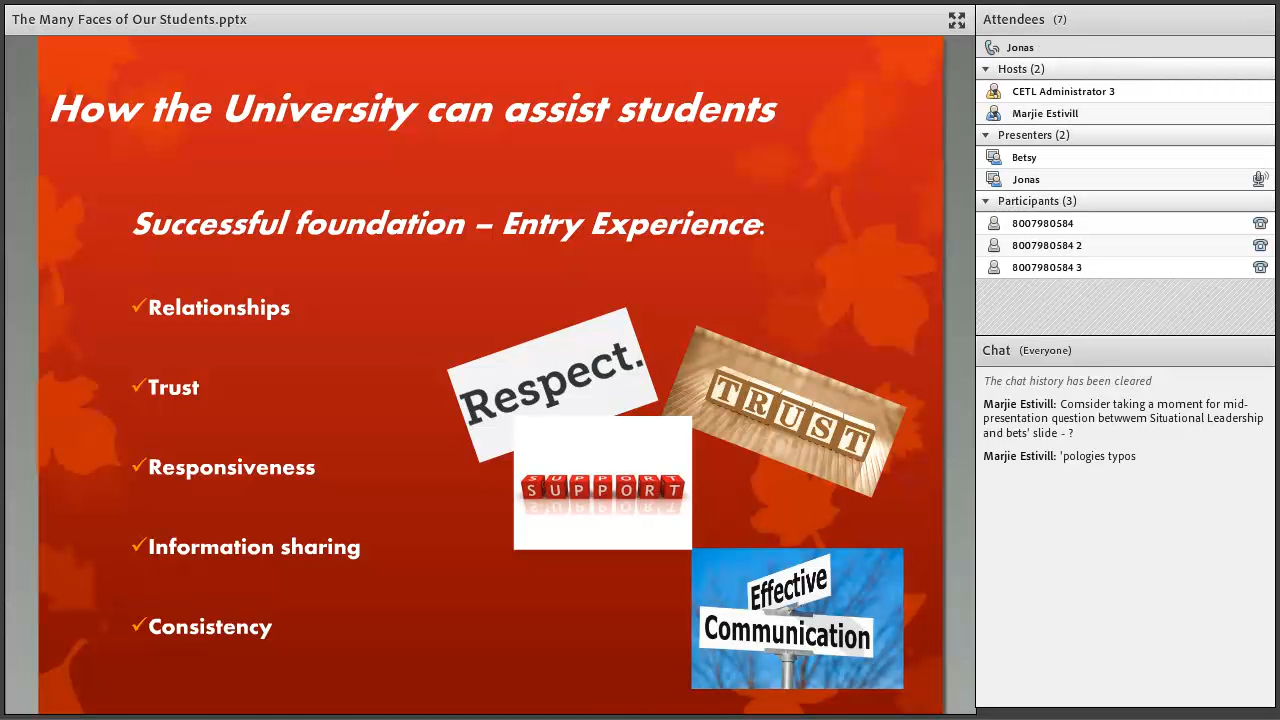 The Many Faces of Our Students.pptx
How the University can assist students
Successful foundation – Entry Experience:
✓Relationships
✓Trust
✓Responsiveness
✓Information sharing
✓Consistency
Respect.
TRUST
SUPPORT
Effective
Communication
Attendees (7)
Jonas
Hosts (2)
CETL Administrator 3
Marjie Estivill
Presenters (2)
Betsy
Jonas
Participants (3)
8007980584
8007980584 2
8007980584 3
Chat (Everyone)
The chat history has been cleared
Marjie Estivill: Comsider taking a moment for mid-
presentation question betwwem Situational Leadership
and bets' slide - ?
Marjie Estivill: 'pologies typos